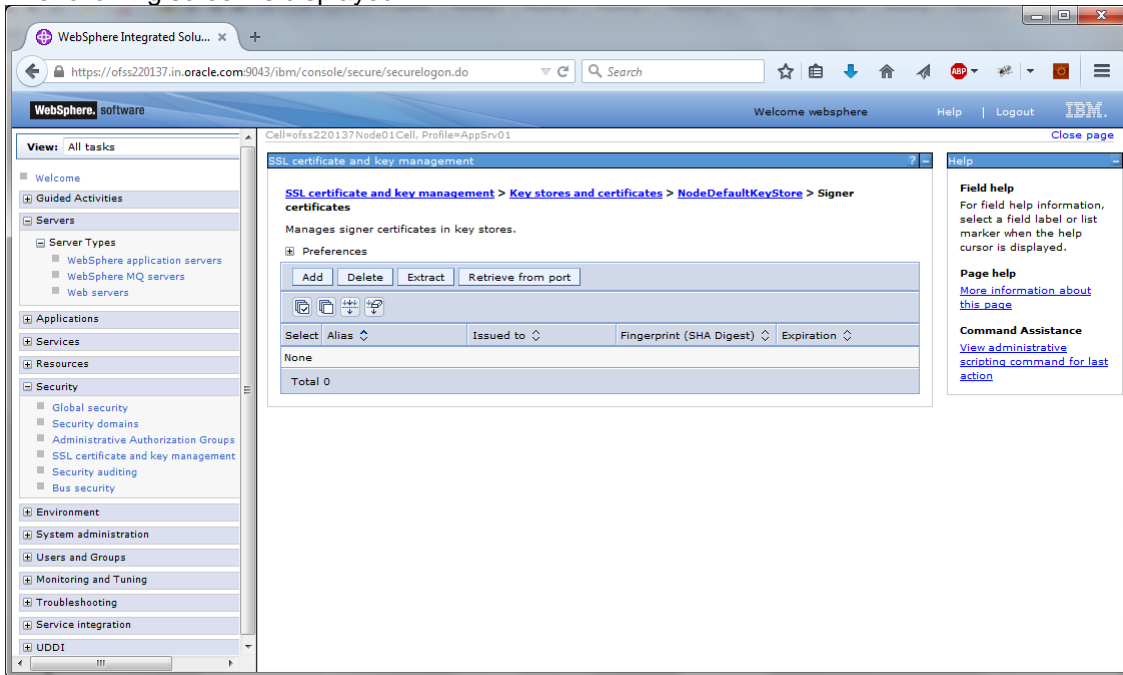 WebSphere Integrated Solu...
https://ofss220137.in.oracle.com:9043/ibm/console/secure/securelogon.do
Search
ABP
WebSphere. software
Welcome websphere
Help | Logout
IBM.
View: All tasks
Welcome
Guided Activities
Servers
Server Types
WebSphere application servers
WebSphere MQ servers
Web servers
Applications
Services
Resources
Security
Global security
Security domains
Administrative Authorization Groups
SSL certificate and key management
Security auditing
Bus security
Environment
System administration
Users and Groups
Monitoring and Tuning
Troubleshooting
Service integration
UDDI
Cell=ofss220137Node01Cell, Profile=AppSrv01
Close page
SSL certificate and key management
SSL certificate and key management > Key stores and certificates > NodeDefaultKeyStore > Signer
certificates
Manages signer certificates in key stores.
Preferences
Add Delete Extract Retrieve from port
Select Alias Issued to Fingerprint (SHA Digest) Expiration
None
Total 0
Help
Field help
For field help information,
select a field label or list
marker when the help
cursor is displayed.
Page help
More information about
this page
Command Assistance
View administrative
scripting command for last
action